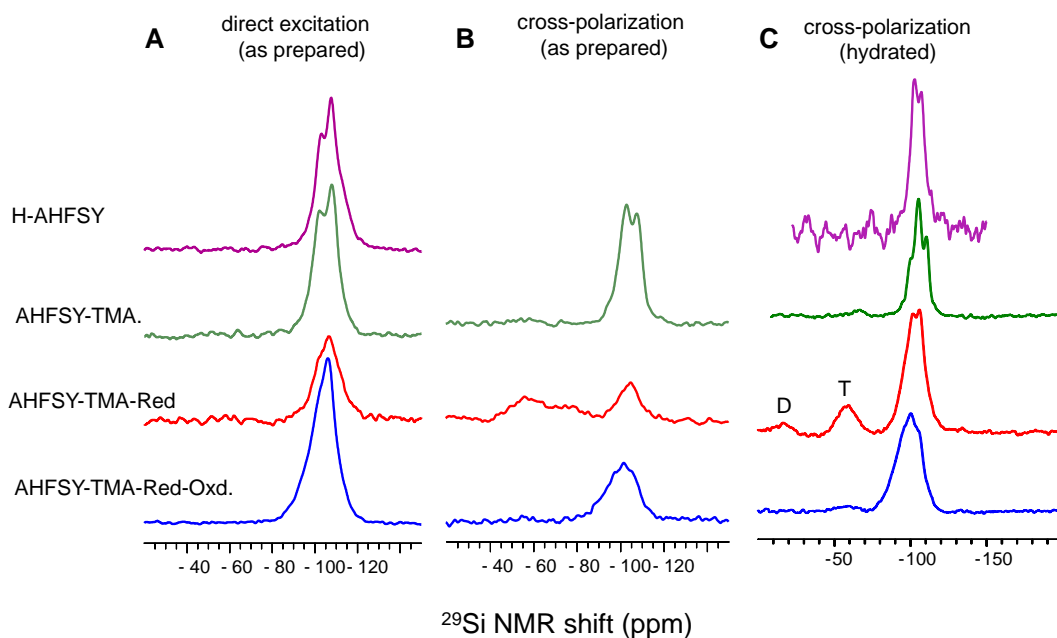 A
direct excitation
(as prepared)
B
cross-polarization
(as prepared)
C
cross-polarization
(hydrated)
H-AHFSY
AHFSY-TMA.
AHFSY-TMA-Red
D
T
AHFSY-TMA-Red-Oxd.
- 40 - 60 - 80 - 100 - 120
- 40 - 60 - 80 - 100 - 120
-50 -100 -150
²⁹Si NMR shift (ppm)